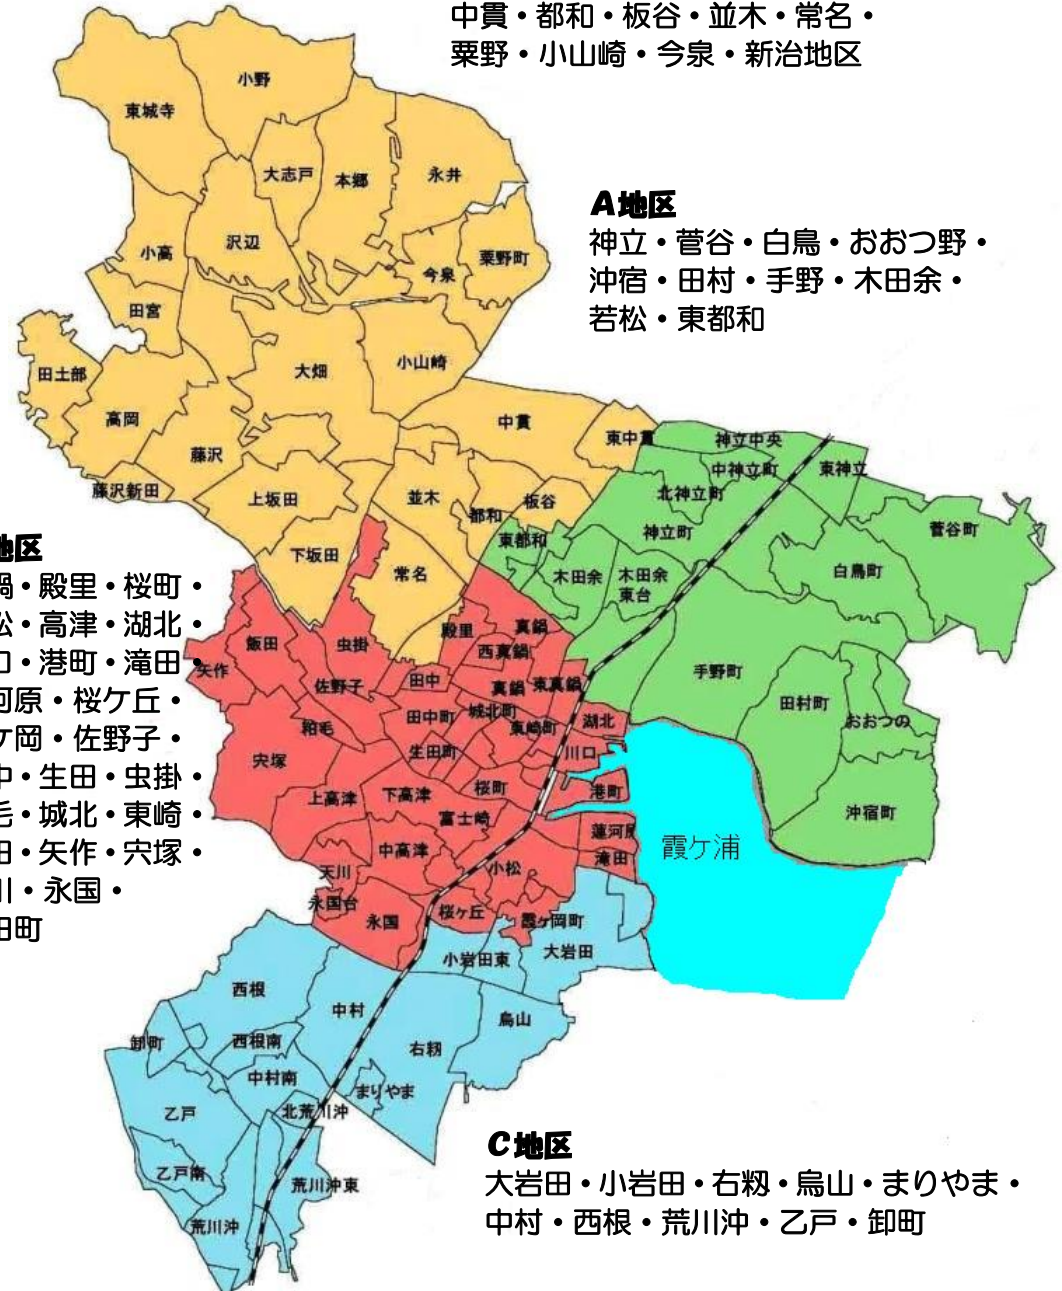 中貫・都和・板谷・並木・常名・
粟野・小山崎・今泉・新治地区
小野
東城寺
大志戸
本郷
永井
A地区
神立・菅谷・白鳥・おおつ野・
沖宿・田村・手野・木田余・
若松・東都和
小高
沢辺
今泉
粟野町
田宮
田土部
大畑
小山崎
高岡
中貫
東中貫
神立中央
藤沢
中神立町
東神立
藤沢新田
上坂田
並木
都和
板谷
北神立町
神立町
菅谷町
東都和
下坂田
常名
木田余
木田余
東台
白鳥町
地区
鍋・殿里・桜町・
松・高津・湖北・
口・港町・滝田・
河原・桜ケ丘・
ケ岡・佐野子・
中・生田・虫掛・
毛・城北・東崎・
田・矢作・宍塚・
川・永国・
田町
飯田
虫掛
殿里
真鍋
西真鍋
矢作
佐野子
田中
真鍋
東真鍋
手野町
田村町
おおつの
粕毛
田中町
城北町
東崎町
湖北
宍塚
生田町
川口
上高津
下高津
桜町
港町
富士崎
沖宿町
蓮河原
霞ケ浦
中高津
小松
滝田
天川
永国台
永国
桜ケ丘
霞ヶ岡町
小岩田東
大岩田
西根
中村
烏山
卸町
西根南
右籾
中村南
まりやま
乙戸
北荒川沖
乙戸南
荒川沖東
荒川沖
C地区
大岩田・小岩田・右籾・烏山・まりやま・
中村・西根・荒川沖・乙戸・卸町